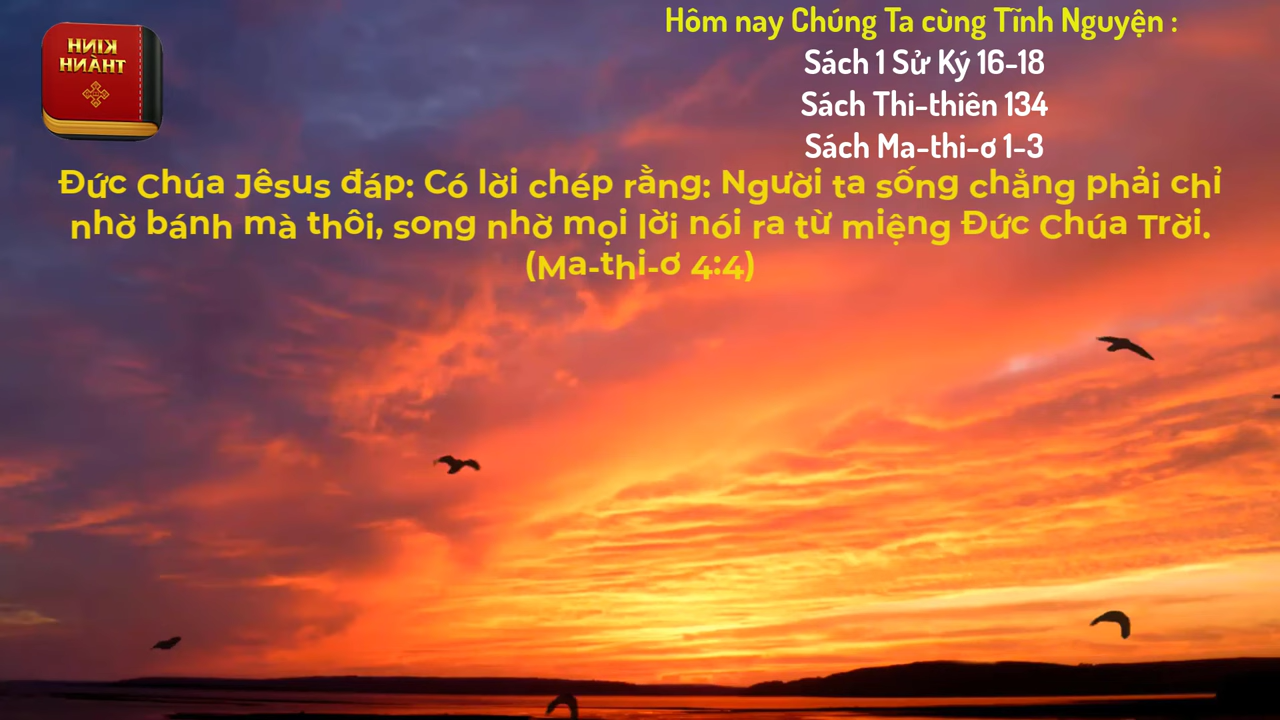 KINH
THÁNH
Hôm nay Chúng Ta cùng Tĩnh Nguyện :
Sách 1 Sử Ký 16-18
Sách Thi-thiên 134
Sách Ma-thi-ơ 1-3
Đức Chúa Jêsus đáp: Có lời chép rằng: Người ta sống chẳng phải chỉ
nhờ bánh mà thôi, song nhờ mọi lời nói ra từ miệng Đức Chúa Trời.
(Ma-thi-ơ 4:4)